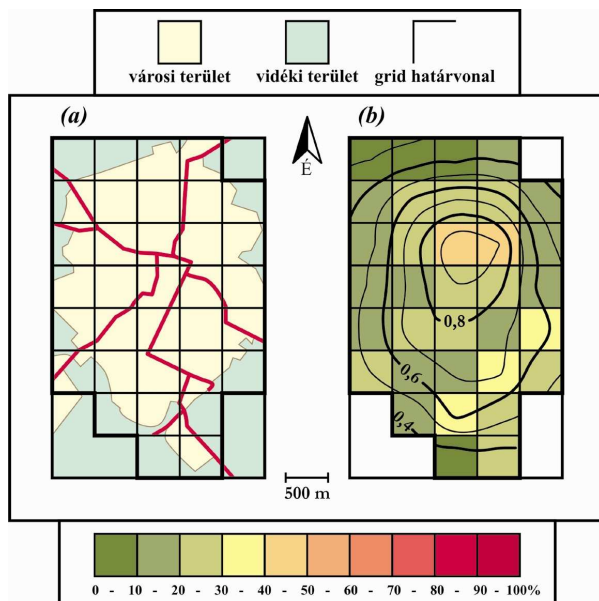 városi terület vidéki terület grid határvonal
(a) (b)
É
0,8
0,6
0,4
500 m
0 - 10 - 20 - 30 - 40 - 50 - 60 - 70 - 80 - 90 - 100%